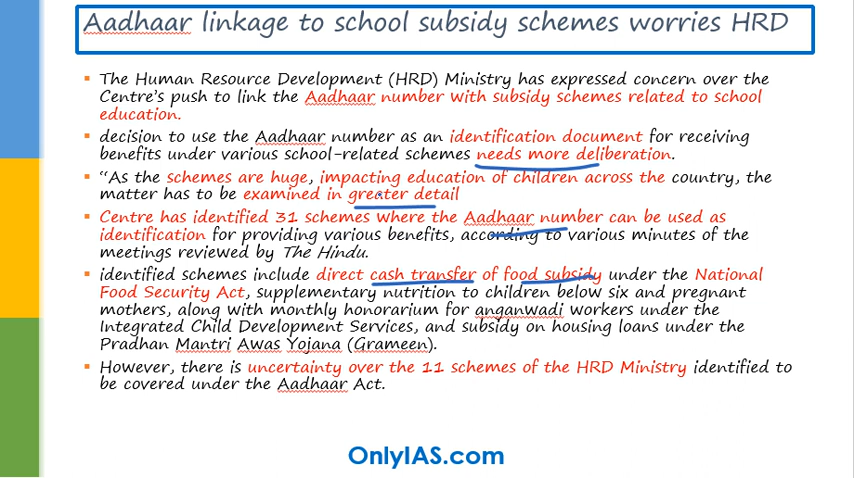 Aadhaar linkage to school subsidy schemes worries HRD
▪ The Human Resource Development (HRD) Ministry has expressed concern over the
Centre's push to link the Aadhaar number with subsidy schemes related to school
education.
▪ decision to use the Aadhaar number as an identification document for receiving
benefits under various school-related schemes needs more deliberation.
▪ "As the schemes are huge, impacting education of children across the country, the
matter has to be examined in greater detail
▪ Centre has identified 31 schemes where the Aadhaar number can be used as
identification for providing various benefits, according to various minutes of the
meetings reviewed by The Hindu.
▪ identified schemes include direct cash transfer of food subsidy under the National
Food Security Act, supplementary nutrition to children below six and pregnant
mothers, along with monthly honorarium for anganwadi workers under the
Integrated Child Development Services, and subsidy on housing loans under the
Pradhan Mantri Awas Yojana (Grameen).
▪ However, there is uncertainty over the 11 schemes of the HRD Ministry identified to
be covered under the Aadhaar Act.
OnlyIAS.com